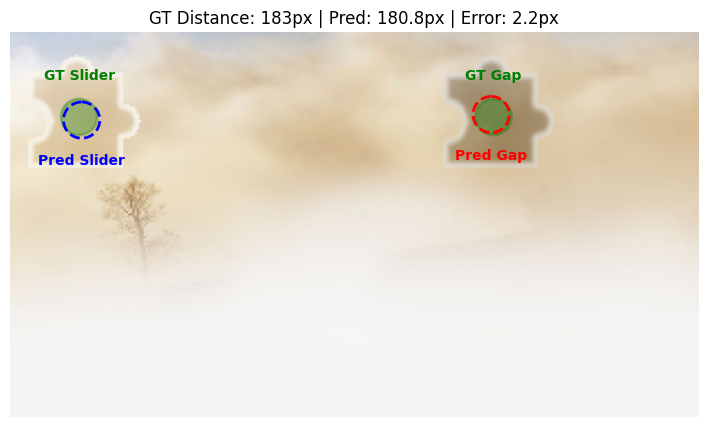 GT Distance: 183px | Pred: 180.8px | Error: 2.2px
GT Slider
GT Gap
Pred Slider
Pred Gap